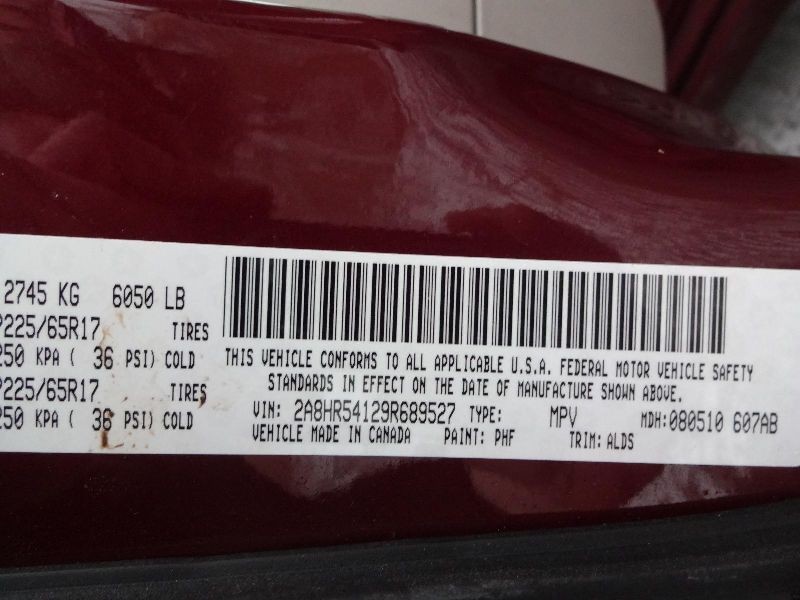 2745 KG 6050 LB
P225/65R17 TIRES
250 KPA ( 36 PSI) COLD
P225/65R17 TIRES
250 KPA ( 36 PSI) COLD
THIS VEHICLE CONFORMS TO ALL APPLICABLE U.S.A. FEDERAL MOTOR VEHICLE SAFETY
STANDARDS IN EFFECT ON THE DATE OF MANUFACTURE SHOWN ABOVE.
VIN: 2A8HR54129R689527 TYPE: MPV MDH:080510 607AB
VEHICLE MADE IN CANADA PAINT: PHF TRIM: ALDS